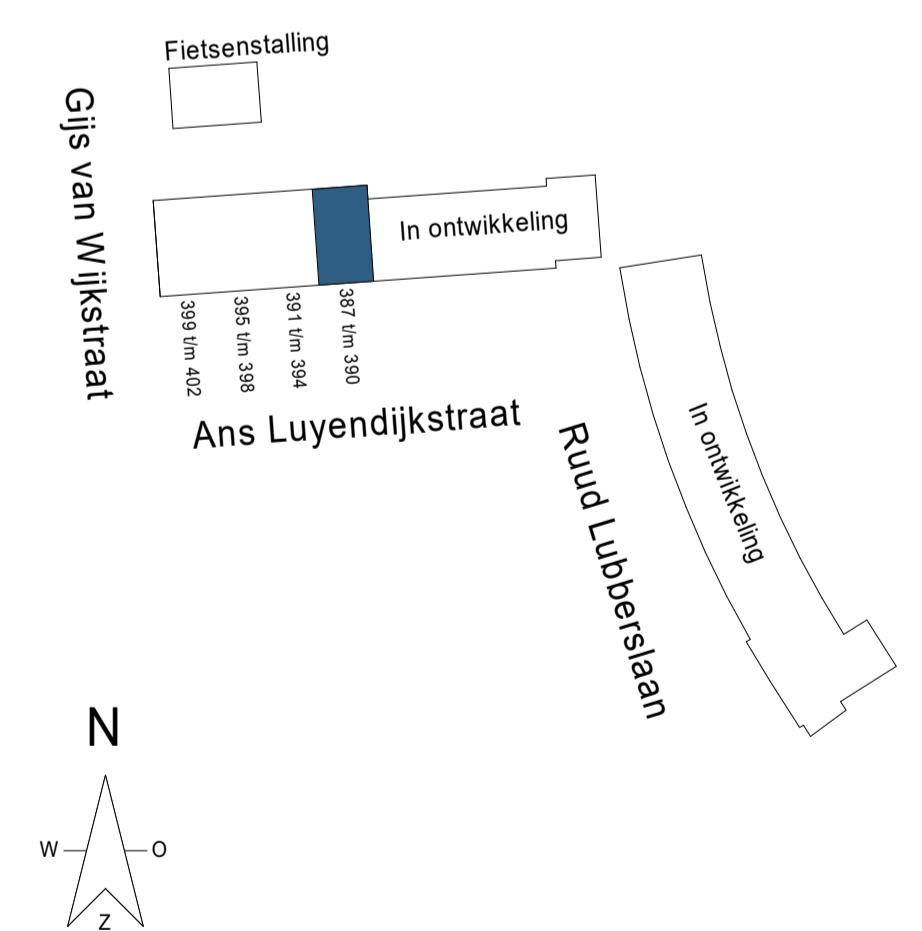 Fietsenstalling
Gijs van Wijkstraat
In ontwikkeling
399 t/m 402
395 t/m 398
391 t/m 394
387 t/m 390
Ans Luyendijkstraat
Ruud Lubberslaan
In ontwikkeling
N
W
O
Z